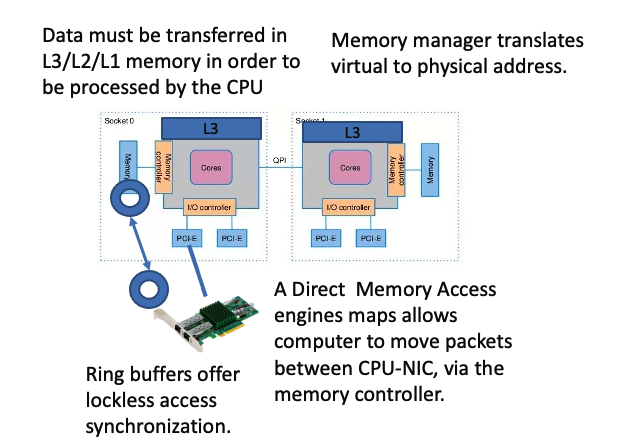 Data must be transferred in
L3/L2/L1 memory in order to
be processed by the CPU
Memory manager translates
virtual to physical address.
Socket 0
L3
Memory
Memory controller
Cores
I/O controller
PCI-E
PCI-E
QPI
L3
Cores
Memory controller
Memory
I/O controller
PCI-E
PCI-E
A Direct Memory Access
engines maps allows
computer to move packets
between CPU-NIC, via the
memory controller.
Ring buffers offer
lockless access
synchronization.